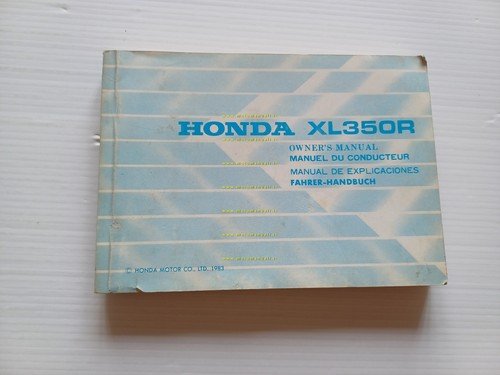 HONDA XL350R
OWNER'S MANUAL
MANUEL DU CONDUCTEUR
MANUAL DE EXPLICACIONES
FAHRER-HANDBUCH
© HONDA MOTOR CO., LTD. 1983